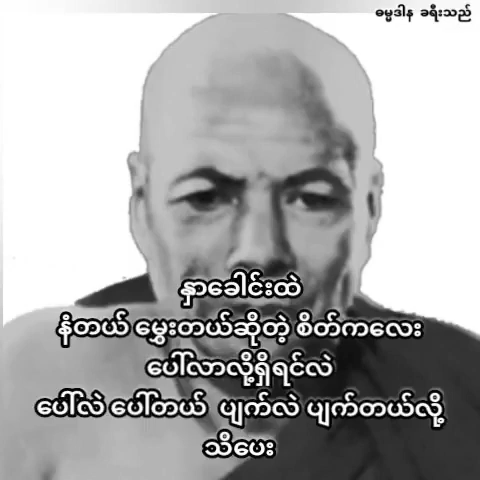 ဓမ္မဒါန ခရီးသည်
နှာခေါင်းထဲ
နံတယ် မွှေးတယ်ဆိုတဲ့ စိတ်ကလေး
ပေါ်လာလို့ရှိရင်လဲ
ပေါ်လဲ ပေါ်တယ် ပျက်လဲ ပျက်တယ်လို့
သိပေး